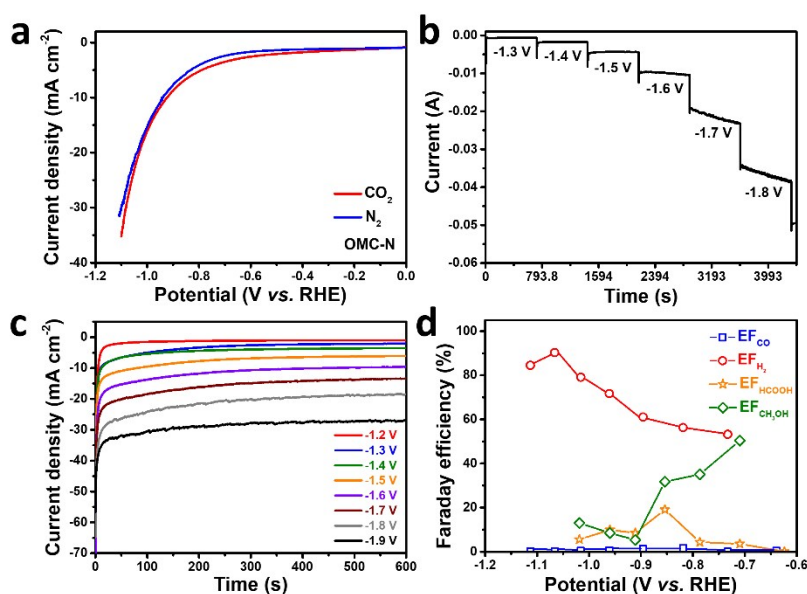 a
Current density (mA cm⁻²)
0
-10
-20
-30
-40
CO₂
N₂
OMC-N
-1.2 -1.0 -0.8 -0.6 -0.4 -0.2 0.0
Potential (V vs. RHE)
b
Current (A)
0.00
-0.01
-0.02
-0.03
-0.04
-0.05
-0.06
-1.3 V
-1.4 V
-1.5 V
-1.6 V
-1.7 V
-1.8 V
0 793.8 1594 2394 3193 3993
Time (s)
c
Current density (mA cm⁻²)
0
-10
-20
-30
-40
-50
-60
-70
-1.2 V
-1.3 V
-1.4 V
-1.5 V
-1.6 V
-1.7 V
-1.8 V
-1.9 V
0 100 200 300 400 500 600
Time (s)
d
Faraday efficiency (%)
100
80
60
40
20
0
EF_CO
EF_H₂
EF_HCOOH
EF_CH₃OH
-1.2 -1.1 -1.0 -0.9 -0.8 -0.7 -0.6
Potential (V vs. RHE)